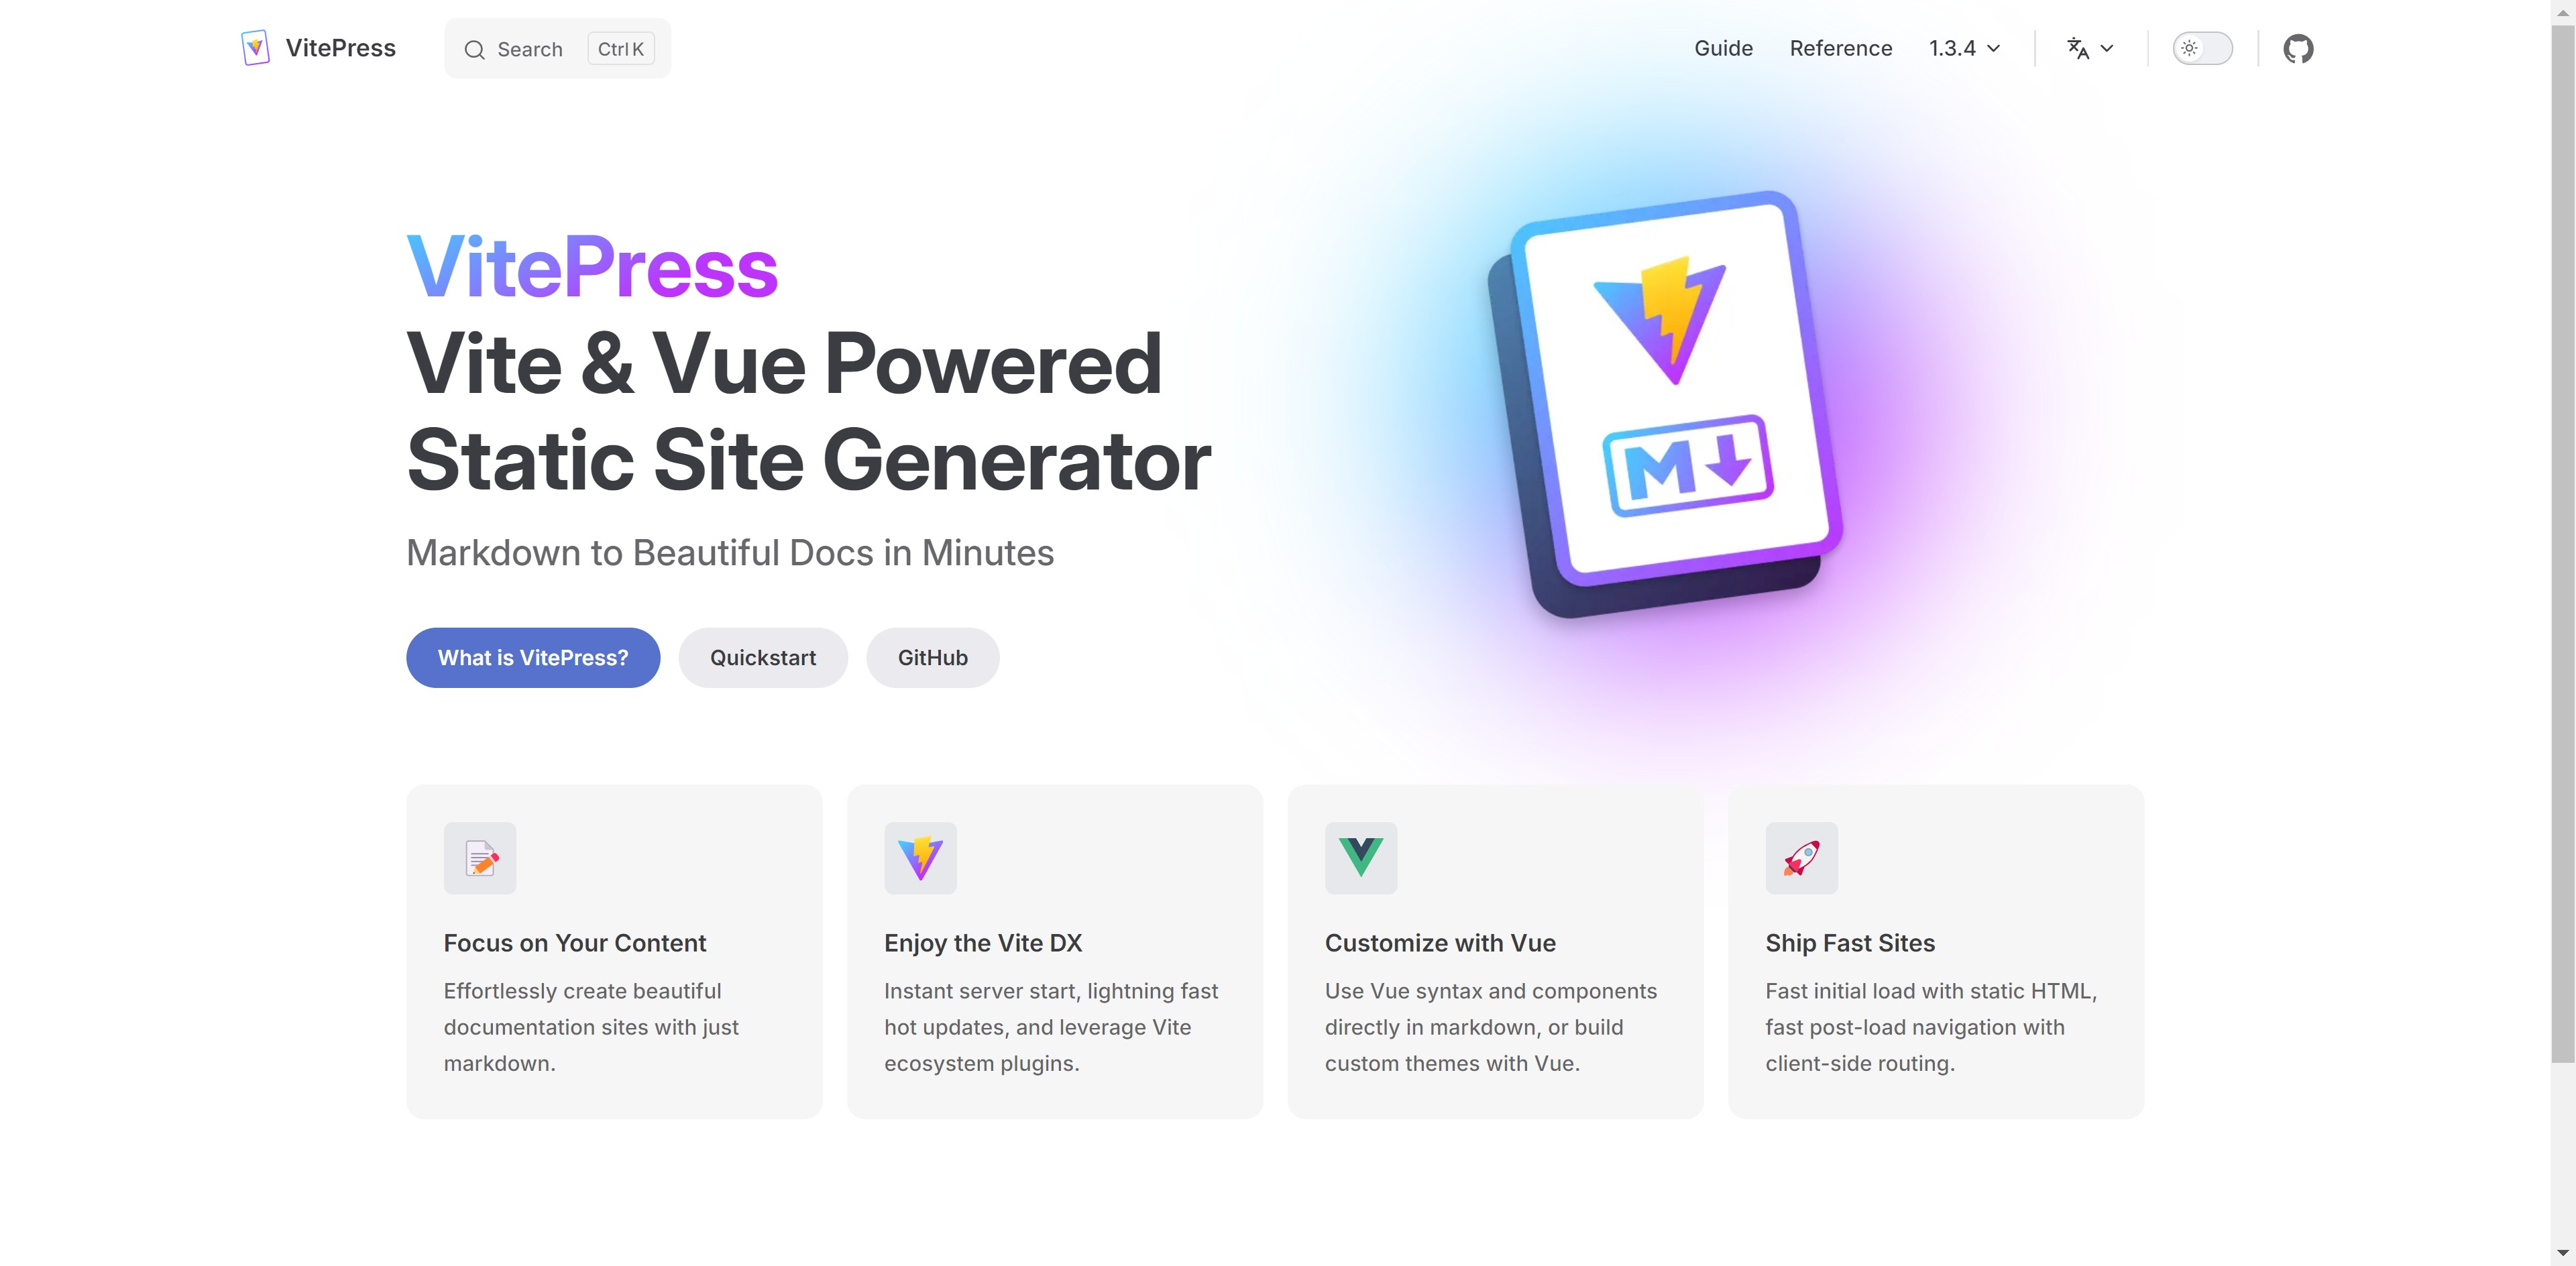 VitePress
Search
Ctrl K
Guide
Reference
1.3.4
VitePress
Vite & Vue Powered
Static Site Generator
Markdown to Beautiful Docs in Minutes
What is VitePress?
Quickstart
GitHub
M
Focus on Your Content
Effortlessly create beautiful
documentation sites with just
markdown.
Enjoy the Vite DX
Instant server start, lightning fast
hot updates, and leverage Vite
ecosystem plugins.
Customize with Vue
Use Vue syntax and components
directly in markdown, or build
custom themes with Vue.
Ship Fast Sites
Fast initial load with static HTML,
fast post-load navigation with
client-side routing.